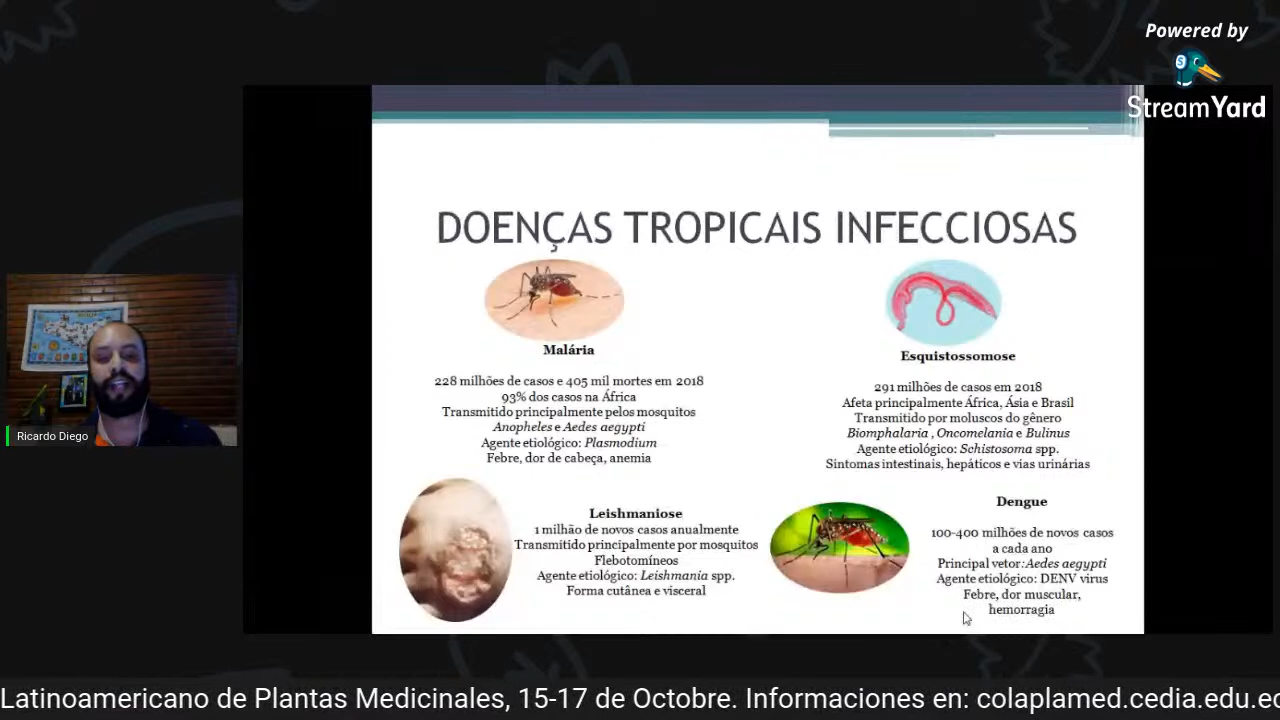 Powered by
StreamYard
DOENÇAS TROPICAIS INFECCIOSAS
Malária
228 milhões de casos e 405 mil mortes em 2018
93% dos casos na África
Transmitido principalmente pelos mosquitos
Anopheles e Aedes aegypti
Agente etiológico: Plasmodium
Febre, dor de cabeça, anemia
Esquistossomose
291 milhões de casos em 2018
Afeta principalmente África, Ásia e Brasil
Transmitido por moluscos do gênero
Biomphalaria , Oncomelania e Bulinus
Agente etiológico: Schistosoma spp.
Sintomas intestinais, hepáticos e vias urinárias
Leishmaniose
1 milhão de novos casos anualmente
Transmitido principalmente por mosquitos
Flebotomíneos
Agente etiológico: Leishmania spp.
Forma cutânea e visceral
Dengue
100-400 milhões de novos casos
a cada ano
Principal vetor:Aedes aegypti
Agente etiológico: DENV virus
Febre, dor muscular,
hemorragia
Ricardo Diego
Latinoamericano de Plantas Medicinales, 15-17 de Octobre. Informaciones en: colaplamed.cedia.edu.ec